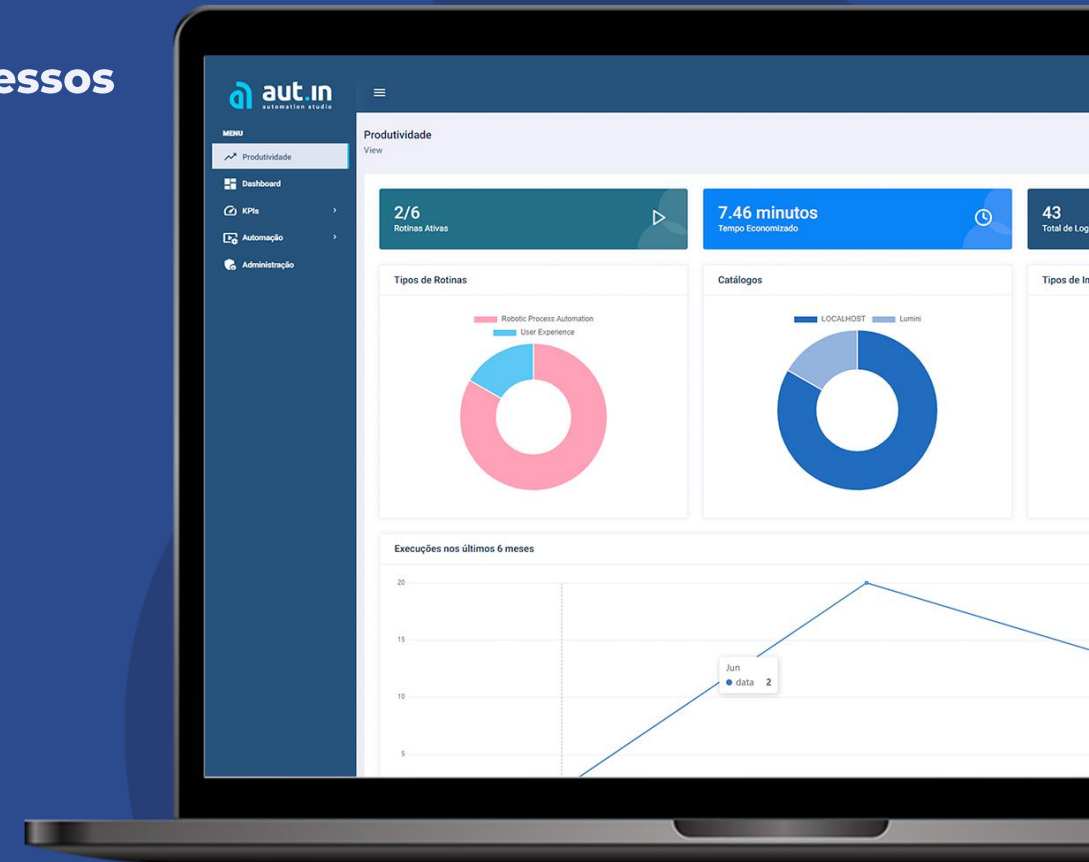 essos
aut.in
automation studio
MENU
Produtividade
Dashboard
KPIs
Automação
Administração
Produtividade
View
2/6
Rotinas Ativas
7.46 minutos
Tempo Economizado
43
Total de Log
Tipos de Rotinas
Robotic Process Automation
User Experience
Catálogos
LOCALHOST
Lumini
Tipos de In
Execuções nos últimos 6 meses
20
15
10
5
Jun
data 2